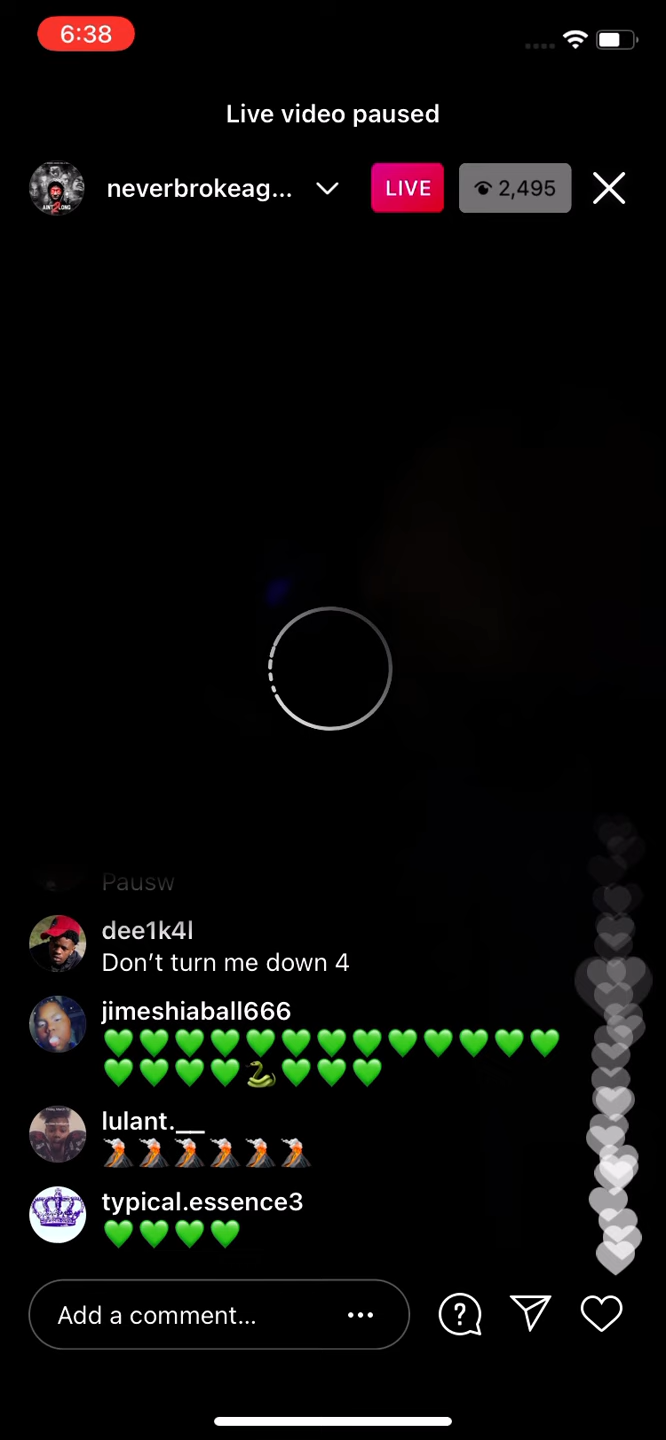 6:38
Live video paused
neverbrokeag...
LIVE
2,495
Pausw
dee1k4l
Don't turn me down 4
jimeshiaball666
💚💚💚💚💚💚💚💚💚💚💚💚💚
💚💚💚💚🐍💚💚💚
lulant.__
🌋🌋🌋🌋🌋🌋
typical.essence3
💚💚💚💚
Add a comment...